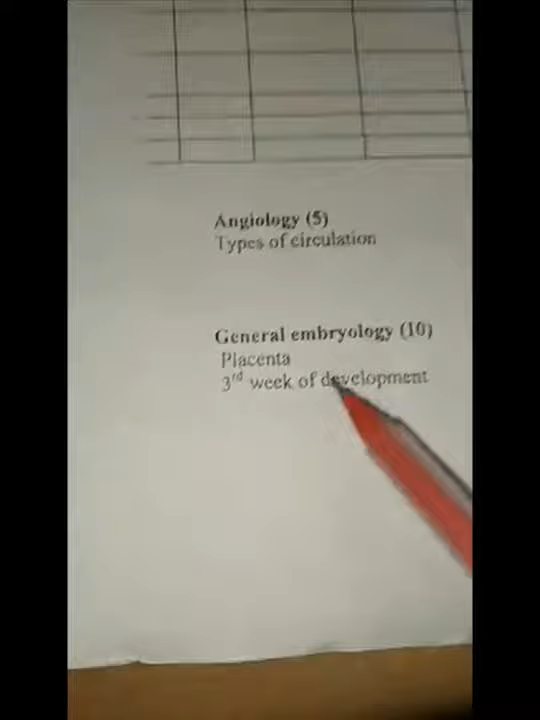 Angiology (5)
Types of circulation
General embryology (10)
Placenta
3rd week of development